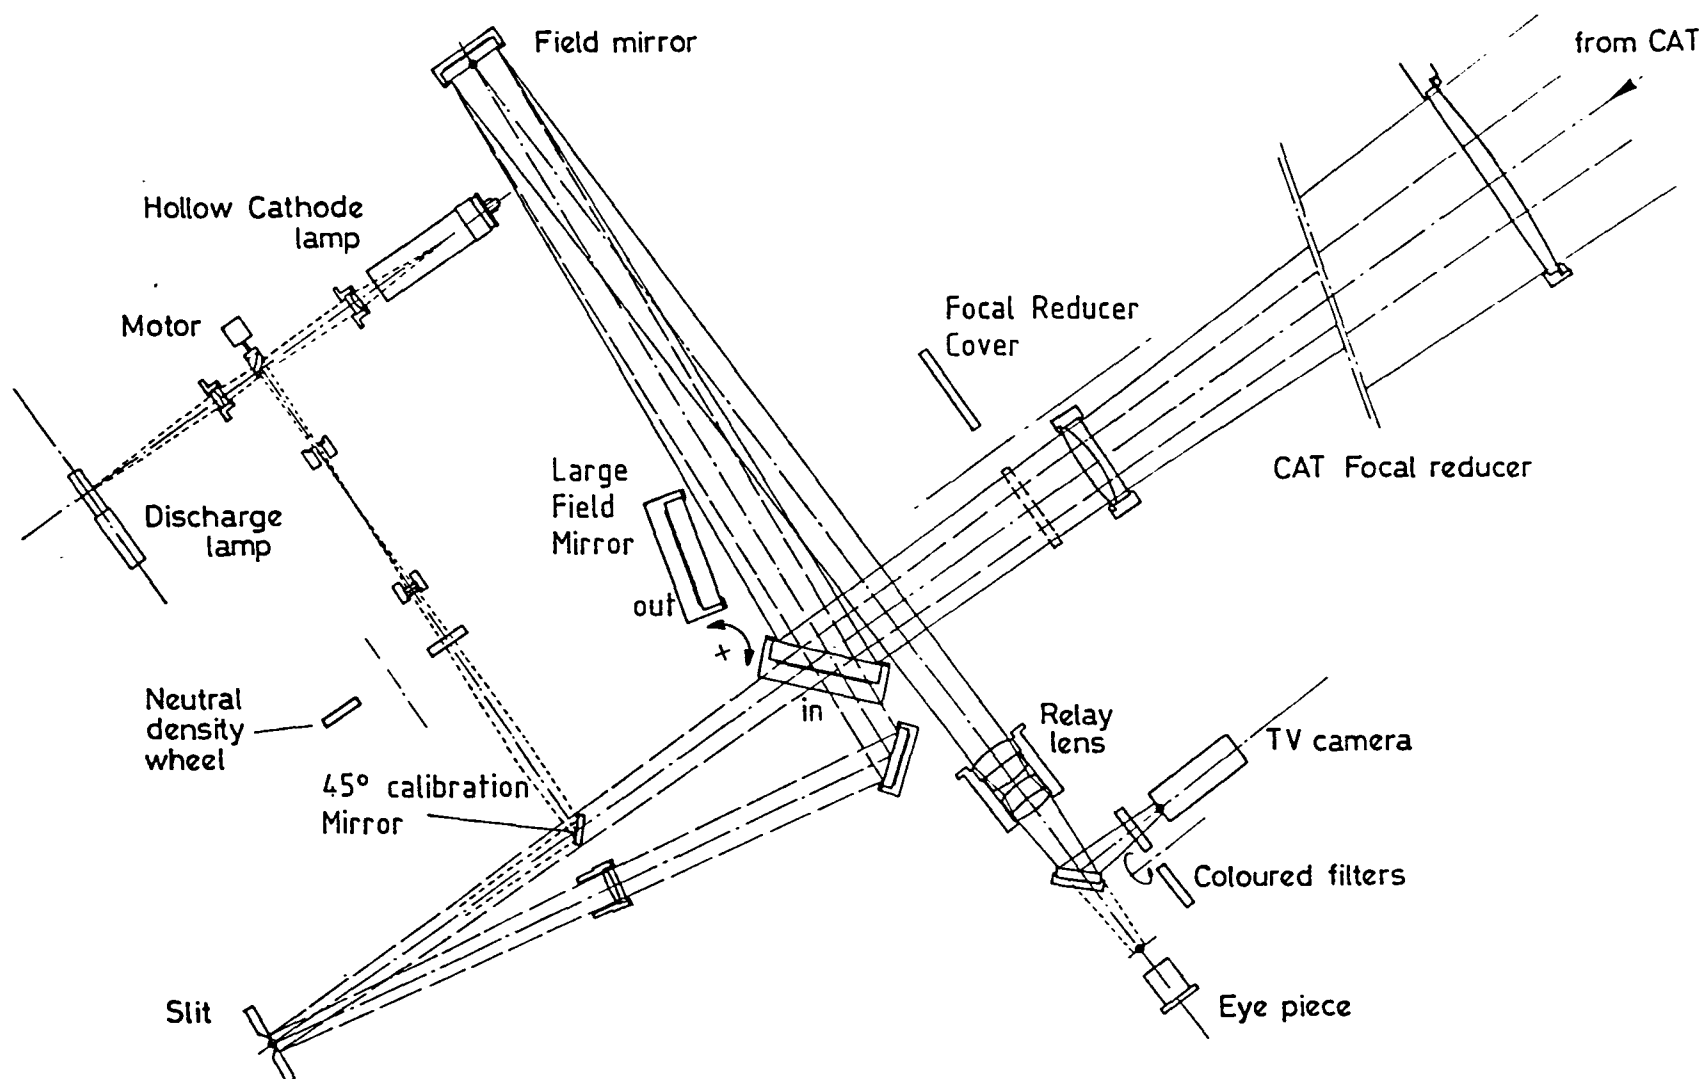 Field mirror
from CAT
Hollow Cathode
lamp
Motor
Focal Reducer
Cover
CAT Focal reducer
Large
Field
Mirror
out
Discharge
lamp
+
in
Neutral
density
wheel
Relay
lens
TV camera
45° calibration
Mirror
Coloured filters
Slit
Eye piece